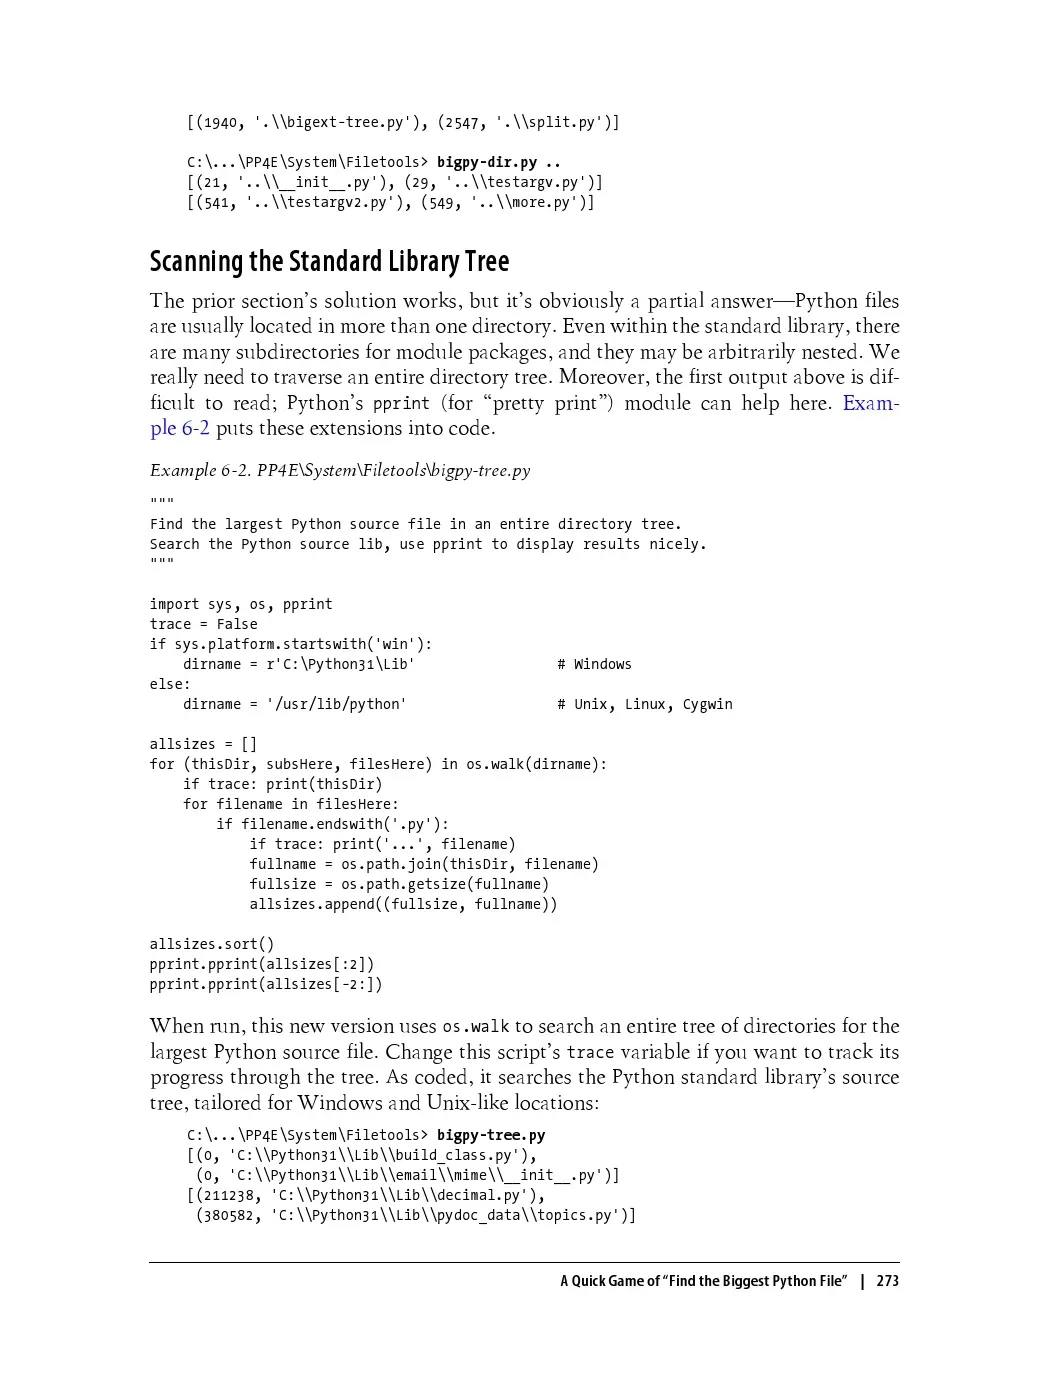 [(1940, '.\\bigext-tree.py'), (2547, '.\\split.py')]
C:\...\PP4E\System\Filetools> bigpy-dir.py ..
[(21, '..\\__init__.py'), (29, '..\\testargv.py')]
[(541, '..\\testargv2.py'), (549, '..\\more.py')]
Scanning the Standard Library Tree
The prior section’s solution works, but it’s obviously a partial answer—Python files
are usually located in more than one directory. Even within the standard library, there
are many subdirectories for module packages, and they may be arbitrarily nested. We
really need to traverse an entire directory tree. Moreover, the first output above is dif-
ficult to read; Python’s pprint (for “pretty print”) module can help here. Exam-
ple 6-2 puts these extensions into code.
Example 6-2. PP4E\System\Filetools\bigpy-tree.py
"""
Find the largest Python source file in an entire directory tree.
Search the Python source lib, use pprint to display results nicely.
"""
import sys, os, pprint
trace = False
if sys.platform.startswith('win'):
    dirname = r'C:\Python31\Lib'                 # Windows
else:
    dirname = '/usr/lib/python'                  # Unix, Linux, Cygwin
allsizes = []
for (thisDir, subsHere, filesHere) in os.walk(dirname):
    if trace: print(thisDir)
    for filename in filesHere:
        if filename.endswith('.py'):
            if trace: print('...', filename)
            fullname = os.path.join(thisDir, filename)
            fullsize = os.path.getsize(fullname)
            allsizes.append((fullsize, fullname))
allsizes.sort()
pprint.pprint(allsizes[:2])
pprint.pprint(allsizes[-2:])
When run, this new version uses os.walk to search an entire tree of directories for the
largest Python source file. Change this script’s trace variable if you want to track its
progress through the tree. As coded, it searches the Python standard library’s source
tree, tailored for Windows and Unix-like locations:
C:\...\PP4E\System\Filetools> bigpy-tree.py
[(0, 'C:\\Python31\\Lib\\build_class.py'),
 (0, 'C:\\Python31\\Lib\\email\\mime\\__init__.py')]
[(211238, 'C:\\Python31\\Lib\\decimal.py'),
 (380582, 'C:\\Python31\\Lib\\pydoc_data\\topics.py')]
A Quick Game of “Find the Biggest Python File” | 273